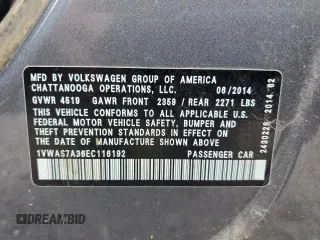 MFD BY VOLKSWAGEN GROUP OF AMERICA
CHATTANOOGA OPERATIONS, LLC. 06/2014
GVWR 4519 GAWR FRONT 2359 / REAR 2271 LBS
THIS VEHICLE CONFORMS TO ALL APPLICABLE U.S.
FEDERAL MOTOR VEHICLE SAFETY, BUMPER, AND
THEFT PREVENTION STANDARDS IN EFFECT ON THE
DATE OF MANUFACTURE SHOWN ABOVE.
1VWAS7A36EC116192 PASSENGER CAR
2014 02